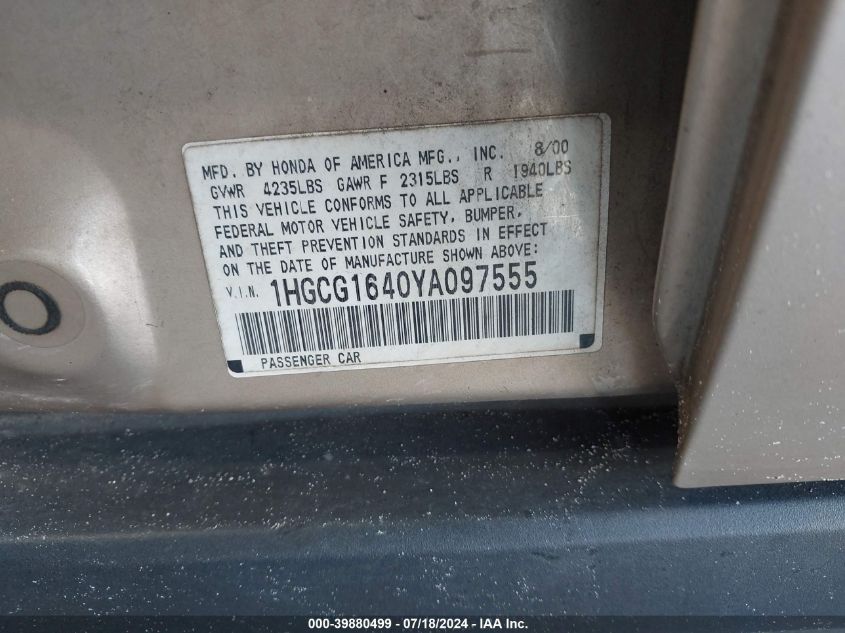 MFD. BY HONDA OF AMERICA MFG., INC. 8/00
GVWR 4235LBS GAWR F 2315LBS R 1940LBS
THIS VEHICLE CONFORMS TO ALL APPLICABLE
FEDERAL MOTOR VEHICLE SAFETY, BUMPER,
AND THEFT PREVENTION STANDARDS IN EFFECT
ON THE DATE OF MANUFACTURE SHOWN ABOVE:
V.I.N. 1HGCG1640YA097555
PASSENGER CAR
000-39880499 - 07/18/2024 - IAAI.COM